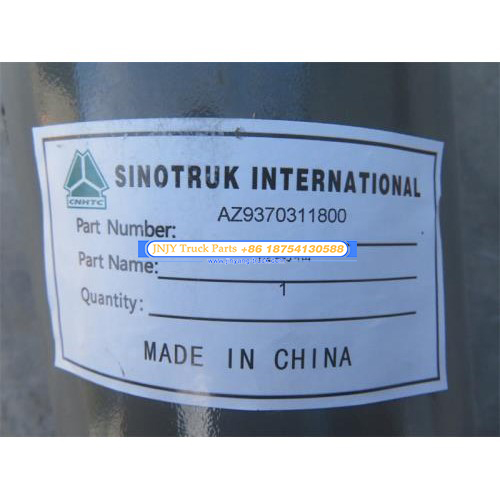 SINOTRUK INTERNATIONAL
CNHTC
Part Number: AZ9370311800
JNJY Truck Parts +86 18754130588
Part Name:
Quantity: 1
MADE IN CHINA